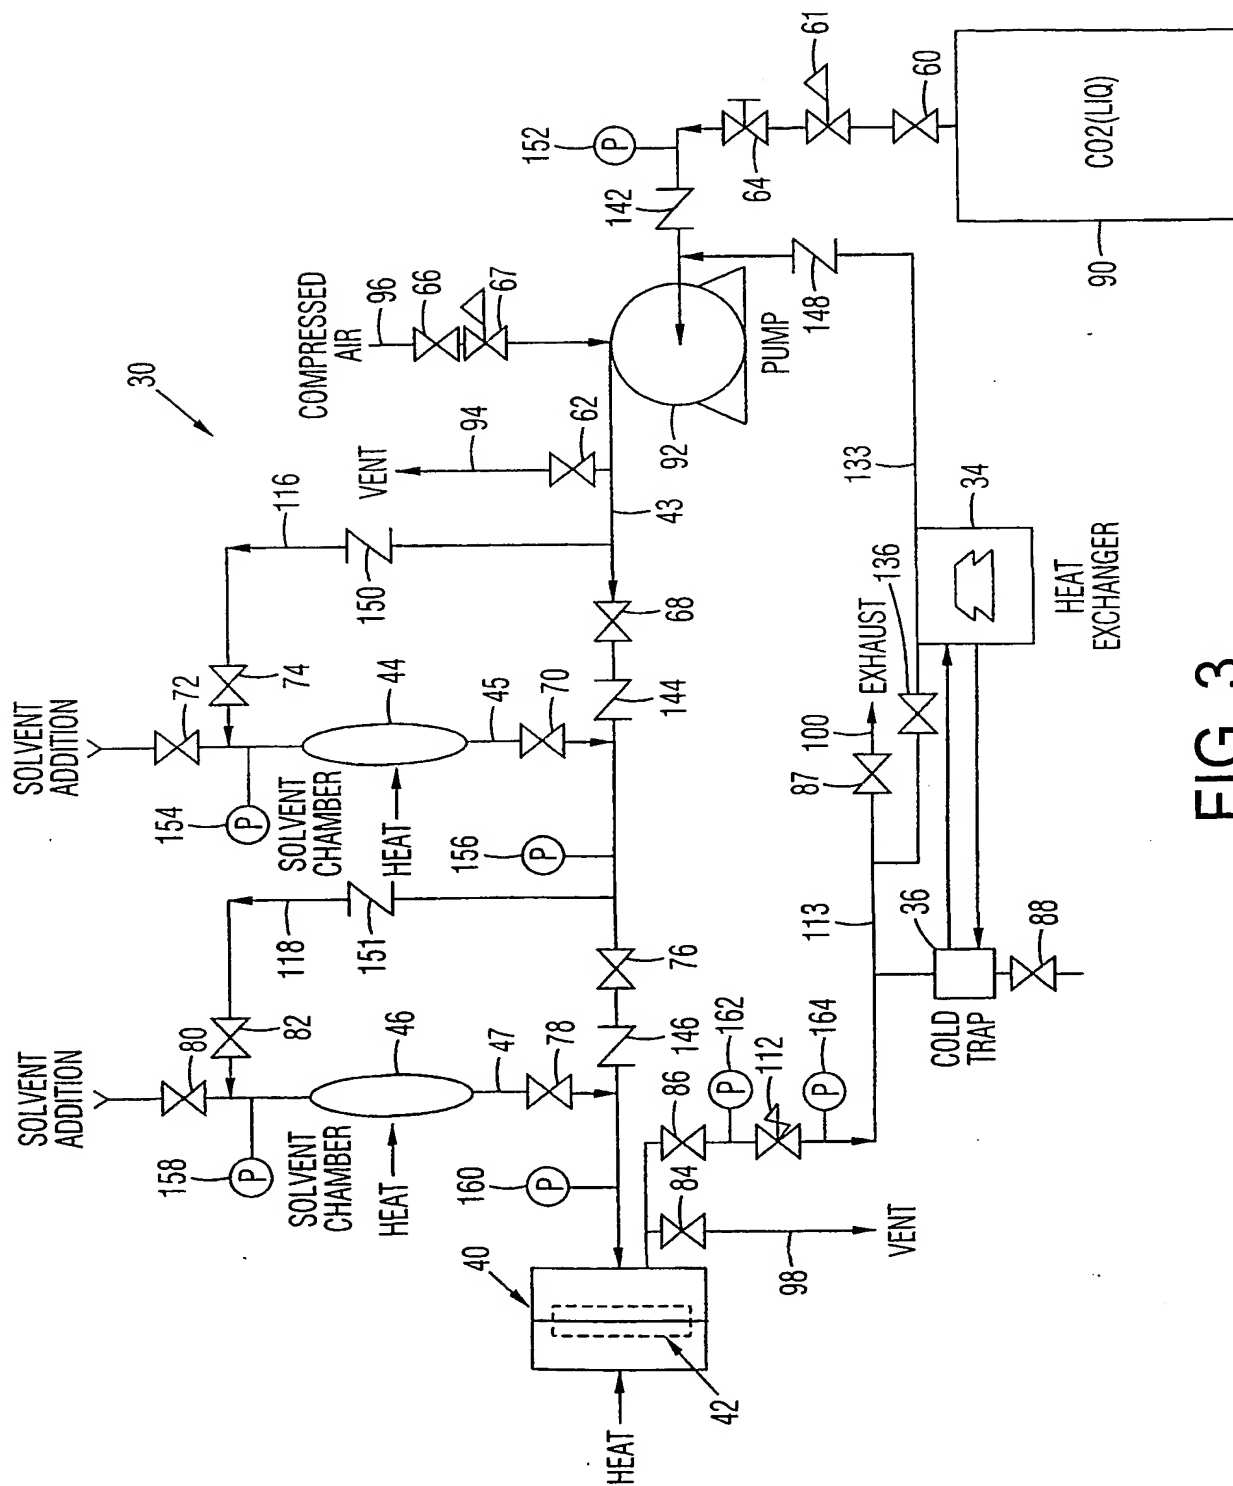 30
SOLVENT
ADDITION
80
82
158
SOLVENT
CHAMBER
HEAT
46
47
78
118
151
160
76
146
SOLVENT
ADDITION
72
74
154
SOLVENT
CHAMBER
HEAT
44
45
70
116
150
156
144
68
VENT
94
62
43
COMPRESSED
AIR
96
66
67
92
PUMP
152
P
142
64
61
60
CO2(LIQ)
90
148
133
34
HEAT
EXCHANGER
136
EXHAUST
100
87
113
36
COLD
TRAP
88
86
162
P
112
164
P
84
98
VENT
40
42
HEAT
P
P
P
P
FIG. 3